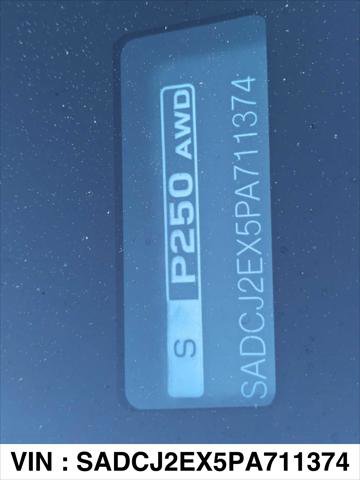 S P250 AWD
SADCJ2EX5PA711374
VIN : SADCJ2EX5PA711374